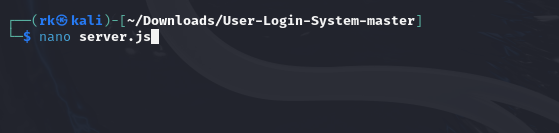 ┌──(rk㉿kali)-[~/Downloads/User-Login-System-master]
└─$ nano server.js